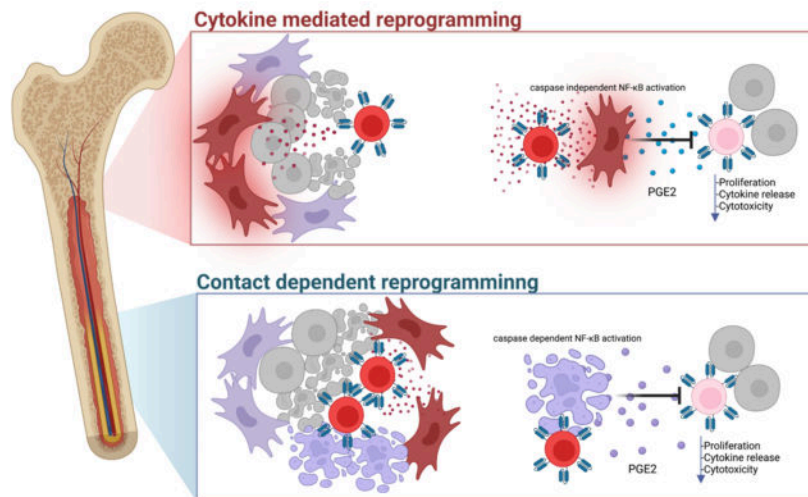 Cytokine mediated reprogramming
caspase independent NF-κB activation
PGE2
-Proliferation
-Cytokine release
-Cytotoxicity
Contact dependent reprogramminng
caspase dependent NF-κB activation
PGE2
-Proliferation
-Cytokine release
-Cytotoxicity